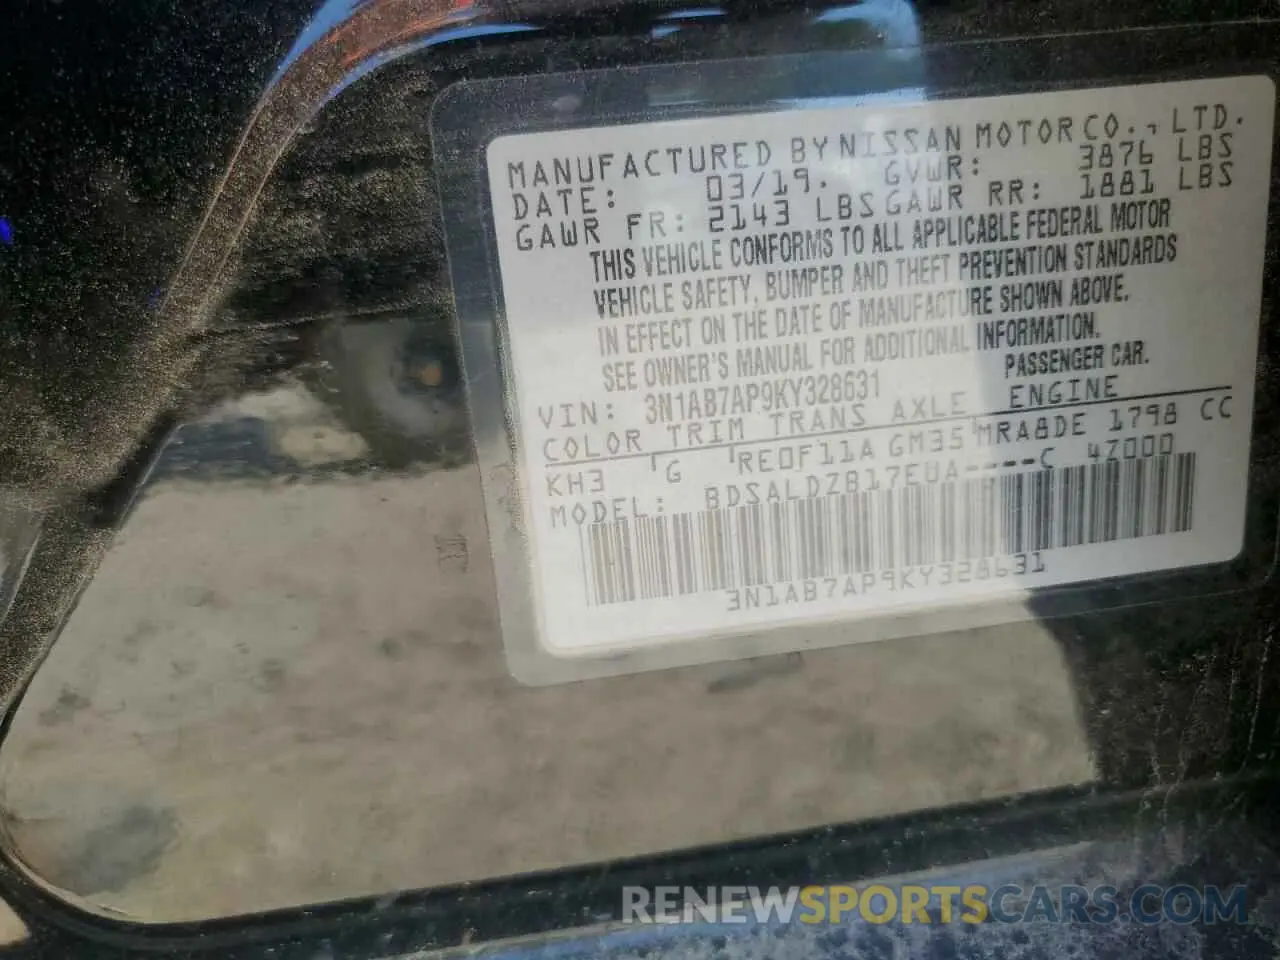 MANUFACTURED BY NISSAN MOTOR CO., LTD.
DATE: 03/19. GVWR: 3876 LBS
GAWR FR: 2143 LBS GAWR RR: 1881 LBS
THIS VEHICLE CONFORMS TO ALL APPLICABLE FEDERAL MOTOR
VEHICLE SAFETY, BUMPER AND THEFT PREVENTION STANDARDS
IN EFFECT ON THE DATE OF MANUFACTURE SHOWN ABOVE.
SEE OWNER'S MANUAL FOR ADDITIONAL INFORMATION.
VIN: 3N1AB7AP9KY328631 PASSENGER CAR.
COLOR TRIM TRANS AXLE ENGINE
KH3 G RE0F11A GM35 MRA8DE 1798 CC
MODEL: BDSALDZB17EUA----C 4Z000
3N1AB7AP9KY328631
RENEWSPORTSCARS.COM